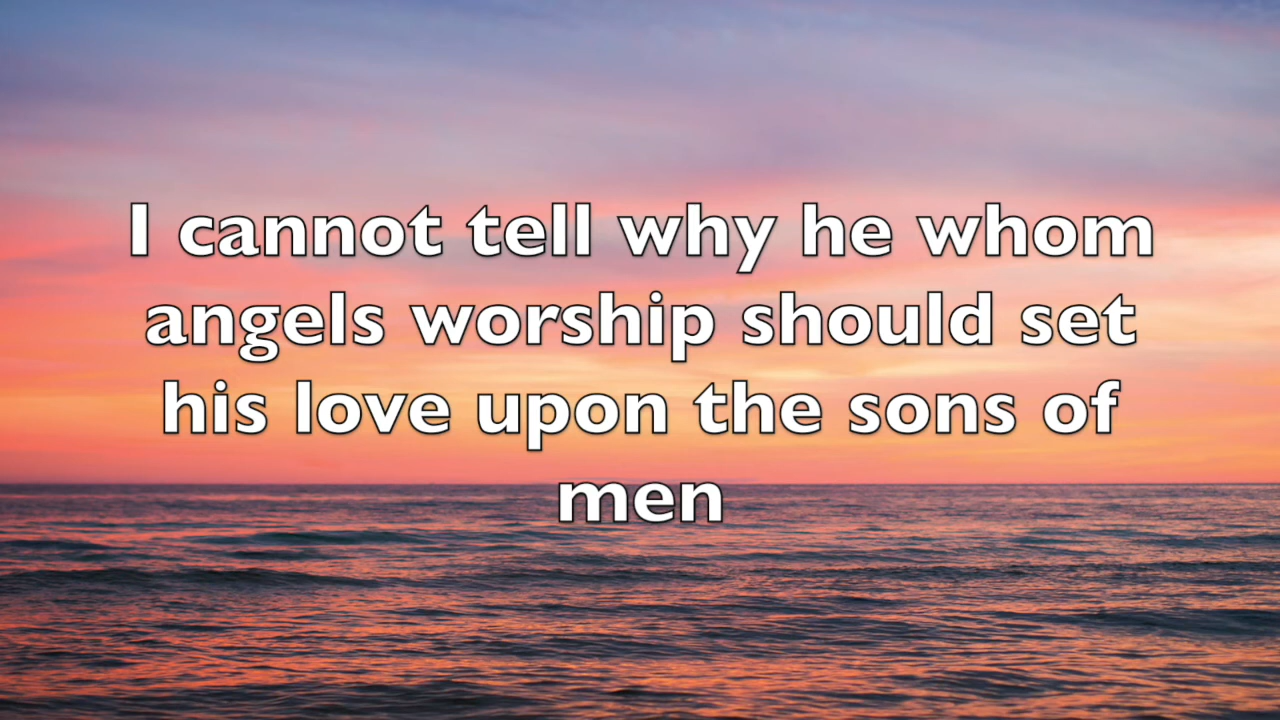 I cannot tell why he whom
angels worship should set
his love upon the sons of
men